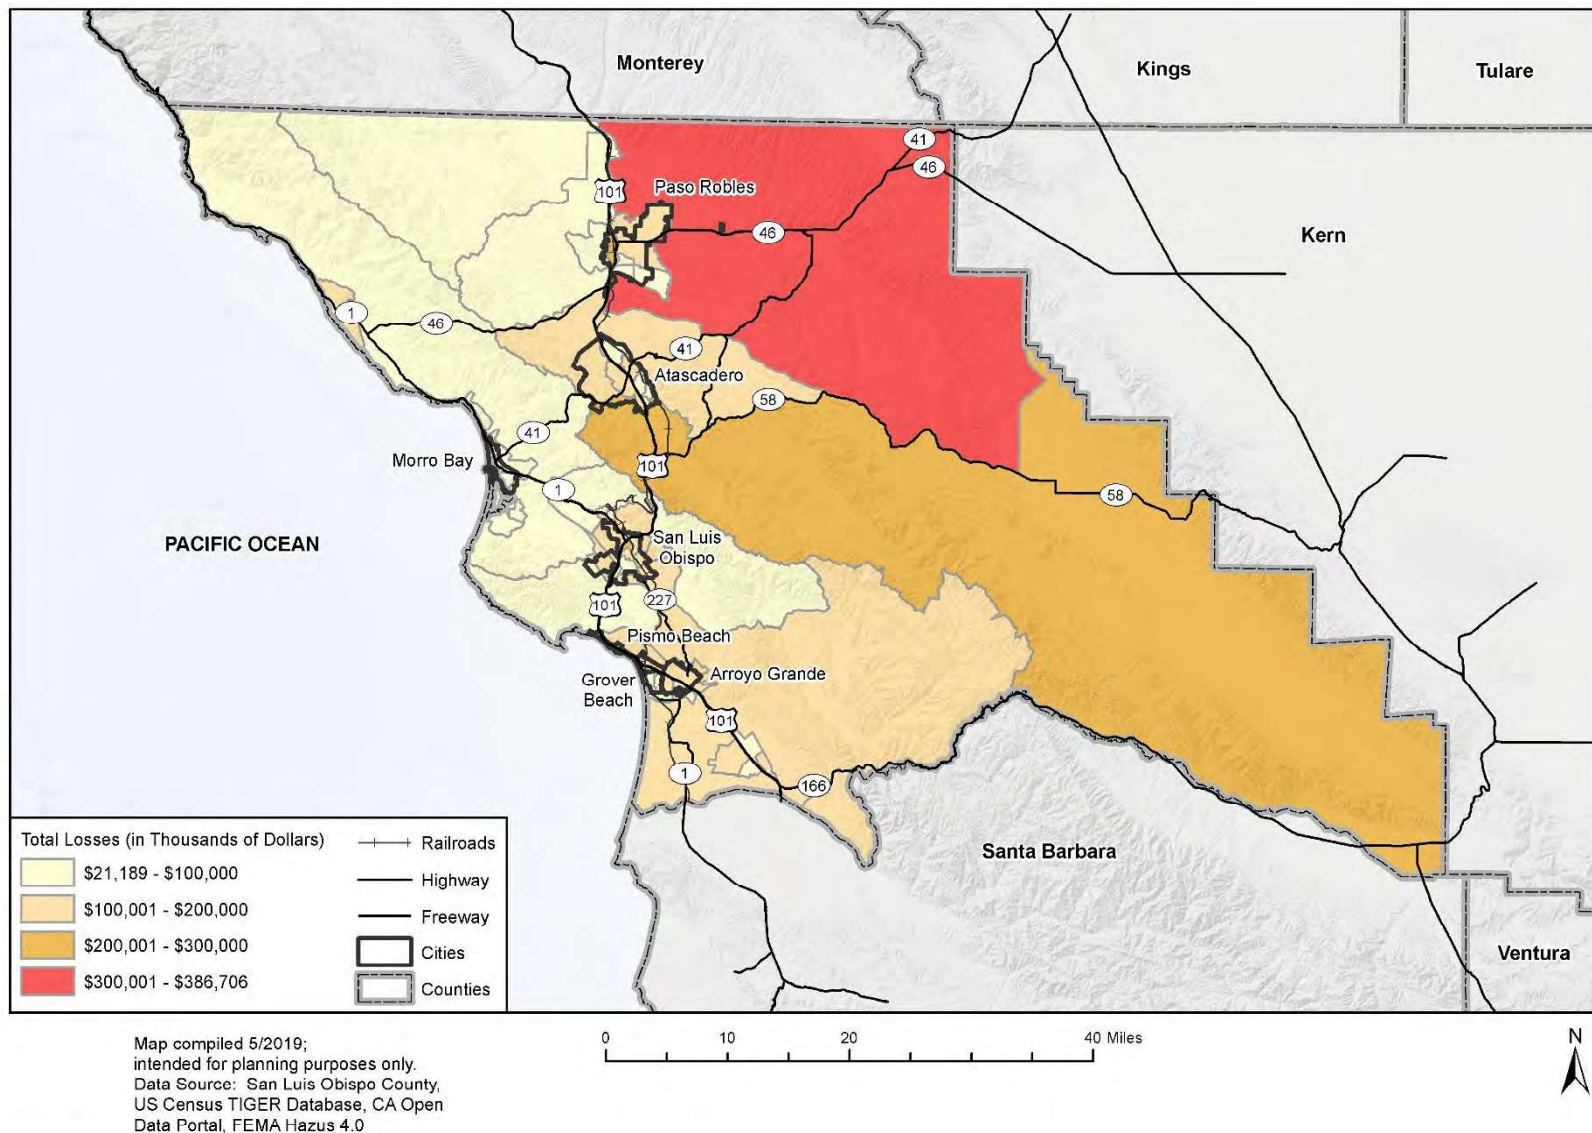 Monterey
Kings
Tulare
41
46
101
Paso Robles
46
Kern
1
46
41
Atascadero
58
41
Morro Bay
101
1
58
PACIFIC OCEAN
San Luis
Obispo
101
227
Pismo Beach
Grover
Beach
Arroyo Grande
101
1
166
Santa Barbara
Ventura
Total Losses (in Thousands of Dollars)
$21,189 - $100,000
$100,001 - $200,000
$200,001 - $300,000
$300,001 - $386,706
Railroads
Highway
Freeway
Cities
Counties
Map compiled 5/2019;
intended for planning purposes only.
Data Source: San Luis Obispo County,
US Census TIGER Database, CA Open
Data Portal, FEMA Hazus 4.0
0 10 20 40 Miles
N